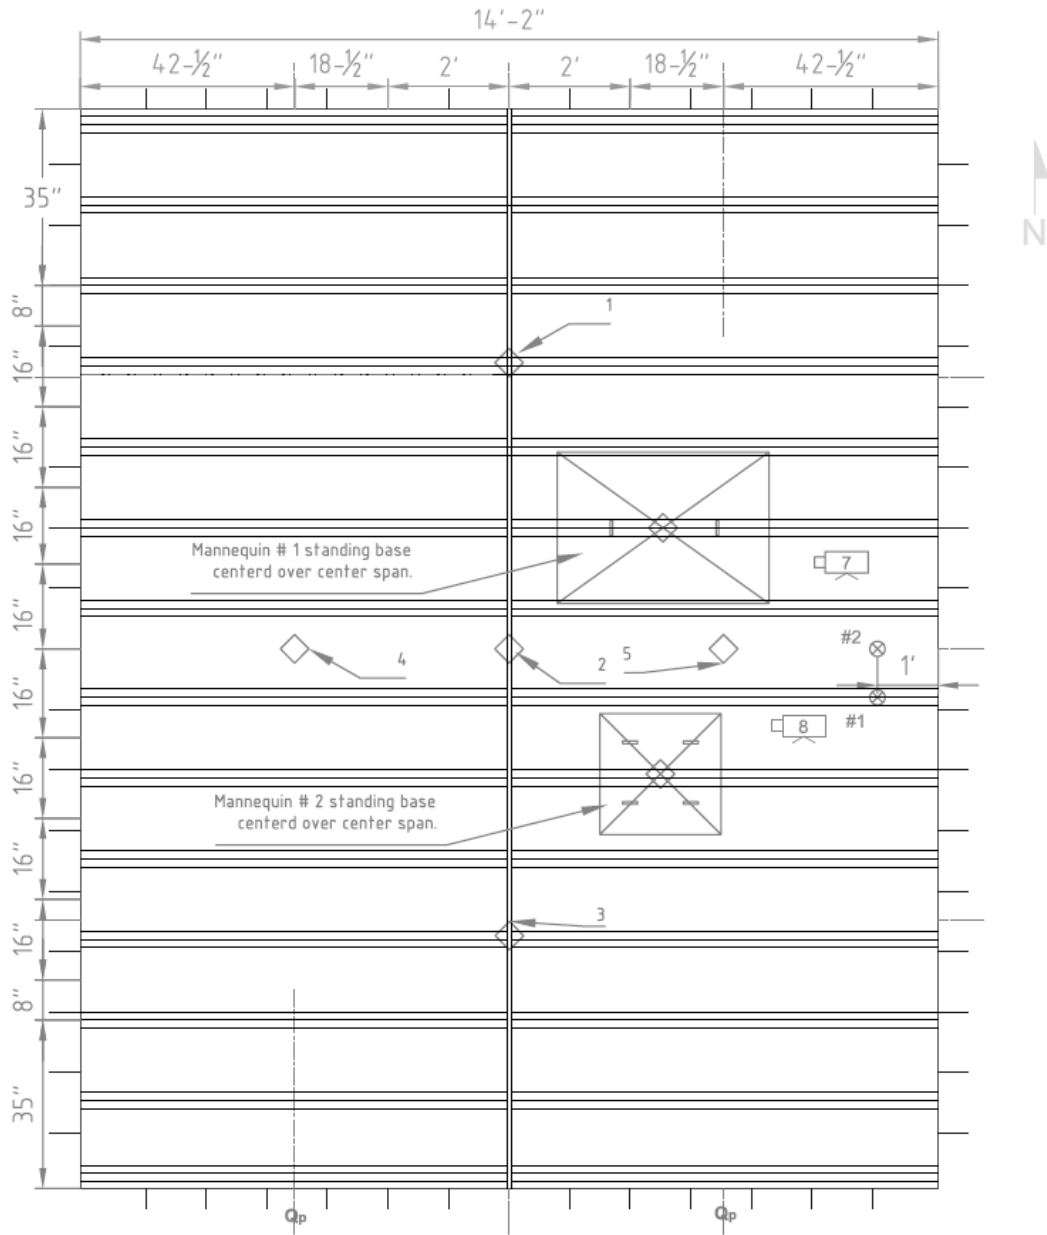 14'-2"
42-½" 18-½" 2' 2' 18-½" 42-½"
35"
N
8"
1
16"
16"
16"
Mannequin # 1 standing base
centerd over center span.
7
16"
#2
4
2
5
1'
16"
8
#1
16"
Mannequin # 2 standing base
centerd over center span.
16"
3
16"
8"
35"
Qp
Qp